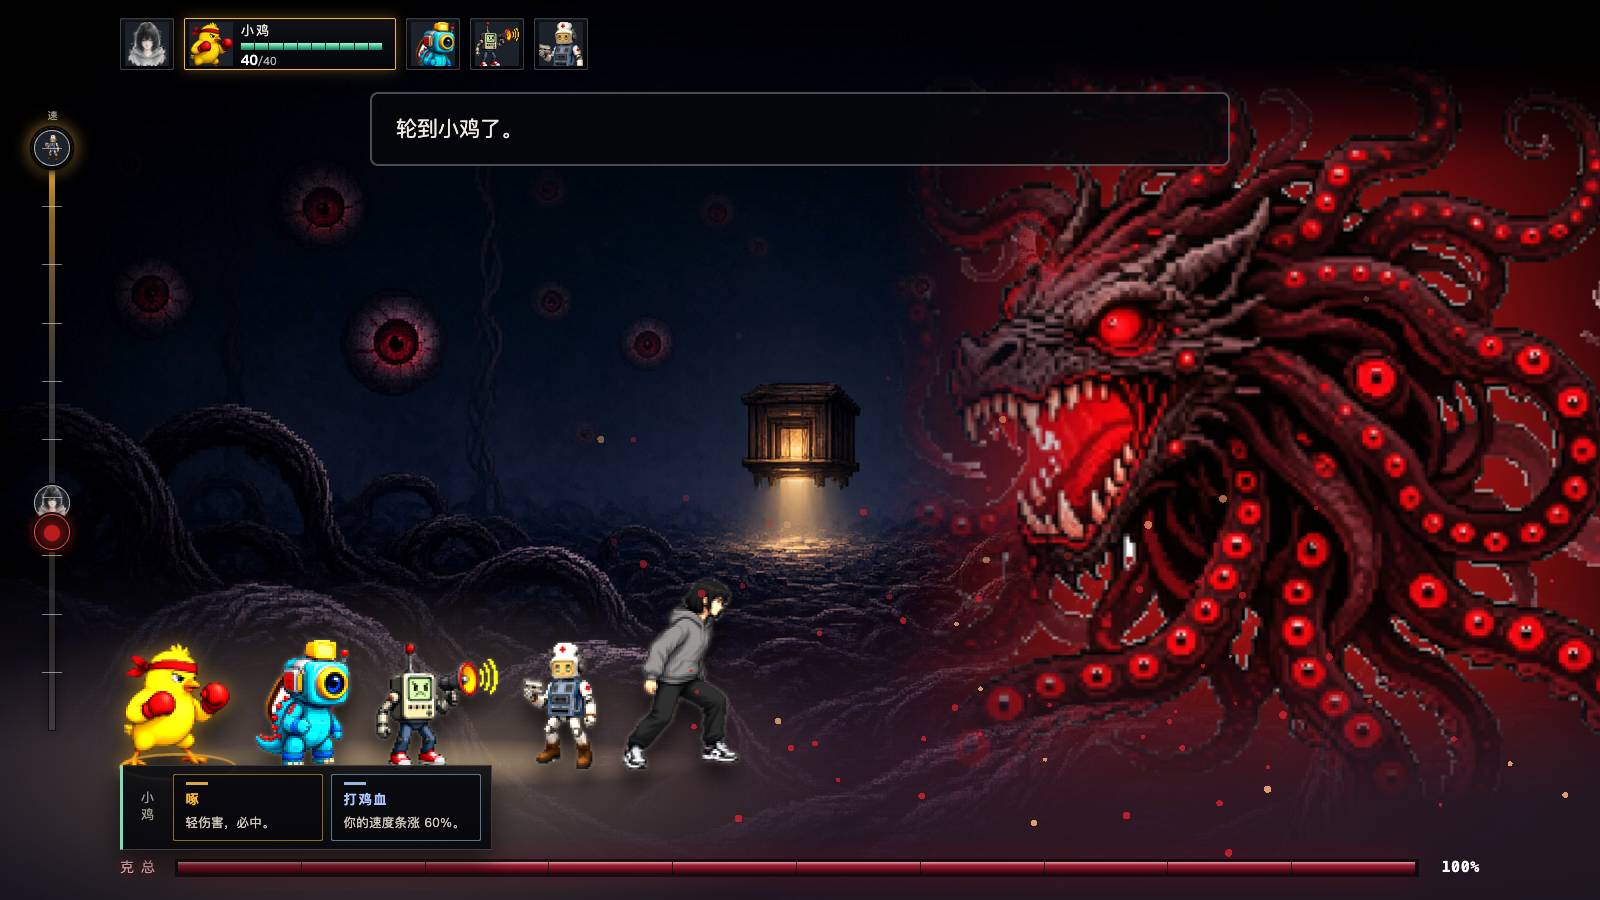 小鸡
40/40
速
轮到小鸡了。
小鸡
啄
轻伤害，必中。
打鸡血
你的速度条涨 60%。
克总
100%